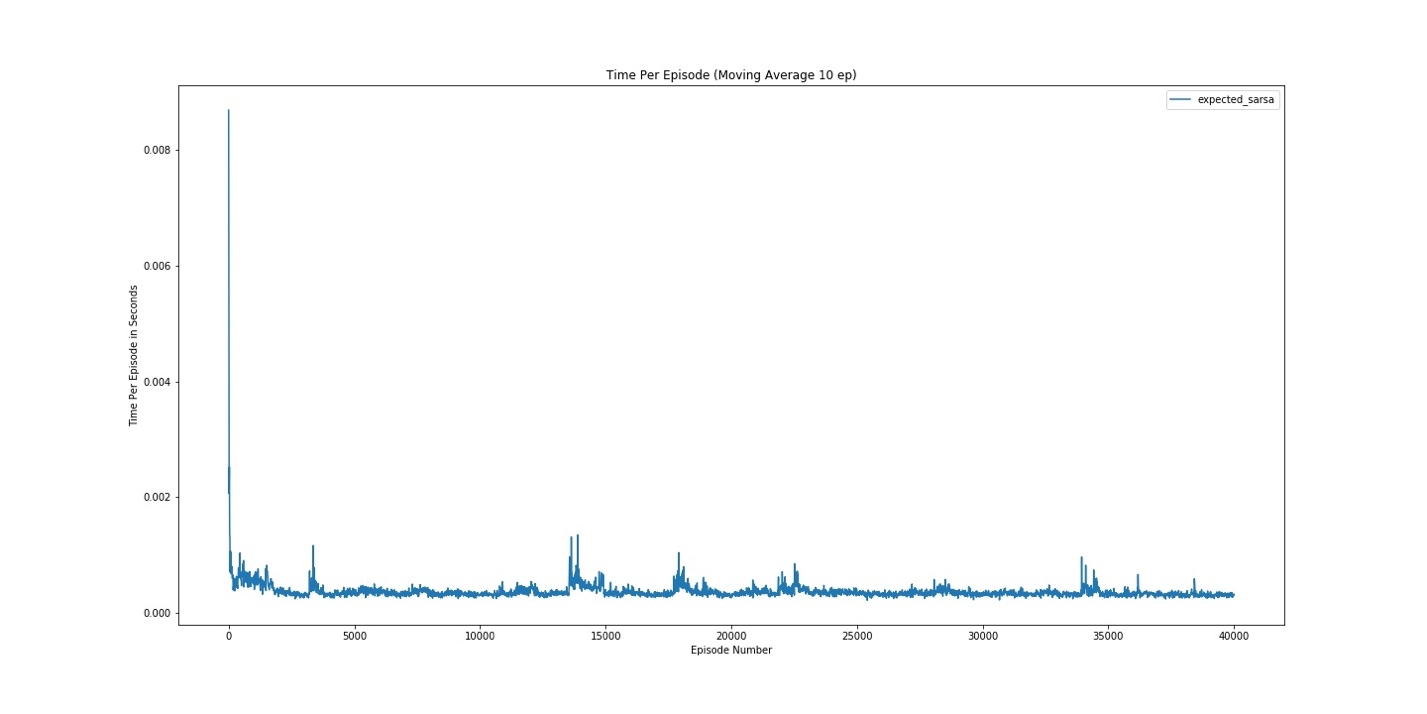 Time Per Episode (Moving Average 10 ep)
expected_sarsa
Time Per Episode in Seconds
0.008
0.006
0.004
0.002
0.000
0 5000 10000 15000 20000 25000 30000 35000 40000
Episode Number